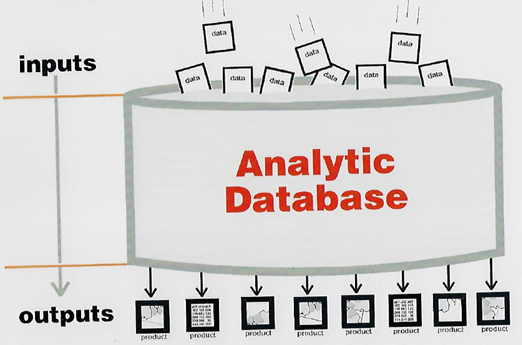 data
data
data
inputs
data
data
data
data
data
data
Analytic
Database
outputs
product
product
product
product
product
product
product
product